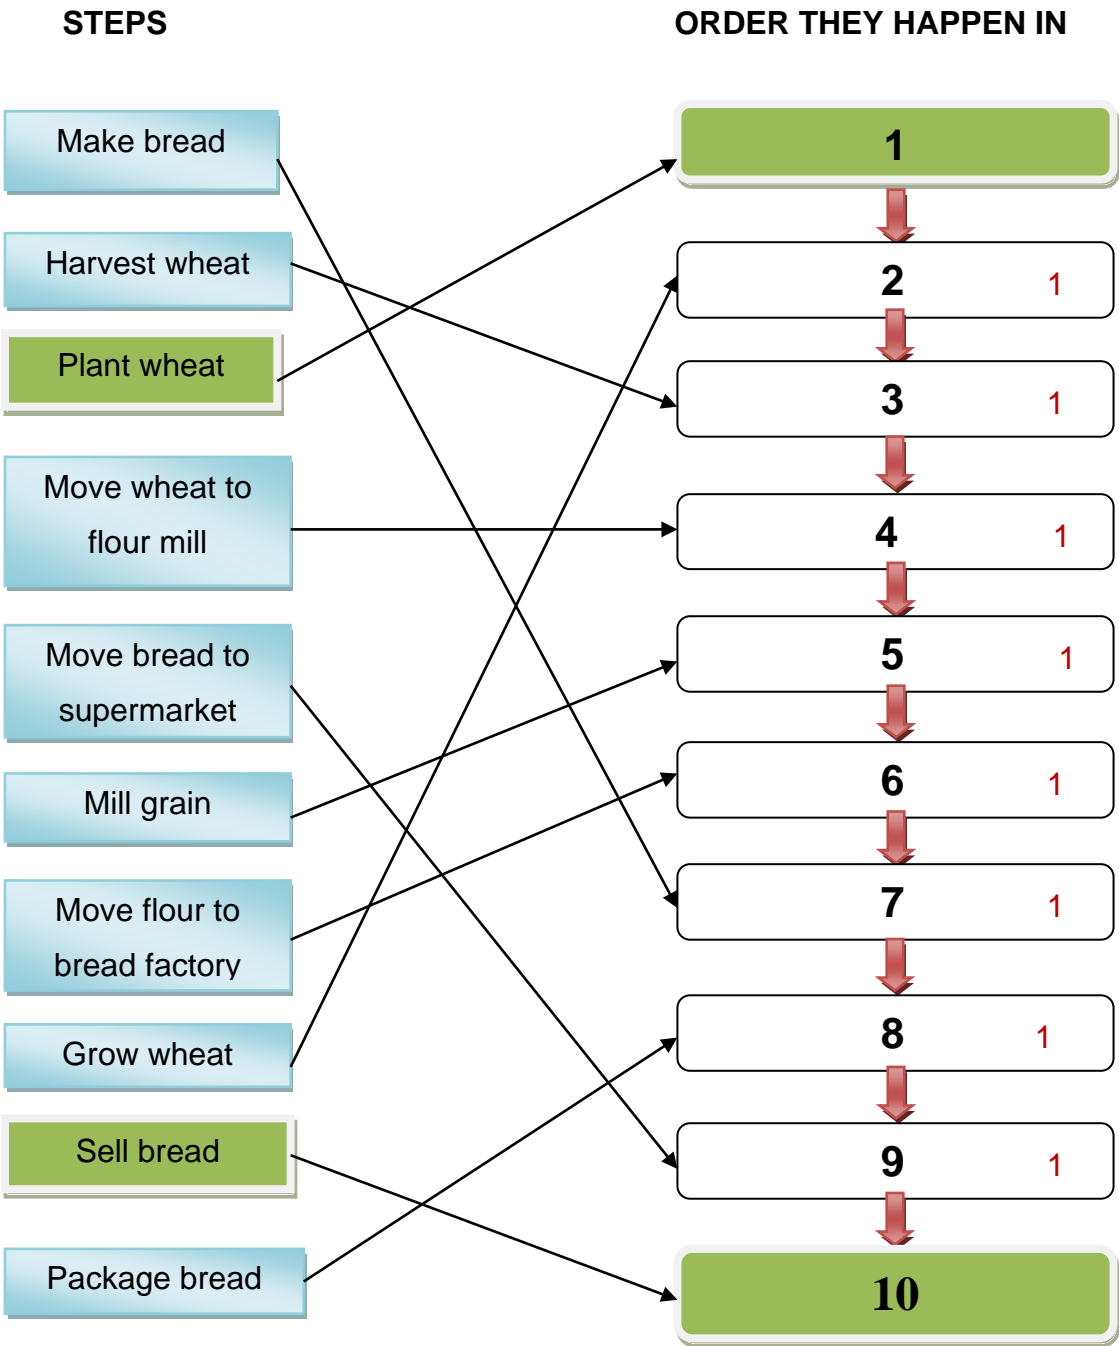 STEPS
ORDER THEY HAPPEN IN
Make bread
Harvest wheat
Plant wheat
Move wheat to
flour mill
Move bread to
supermarket
Mill grain
Move flour to
bread factory
Grow wheat
Sell bread
Package bread
1
2 1
3 1
4 1
5 1
6 1
7 1
8 1
9 1
10